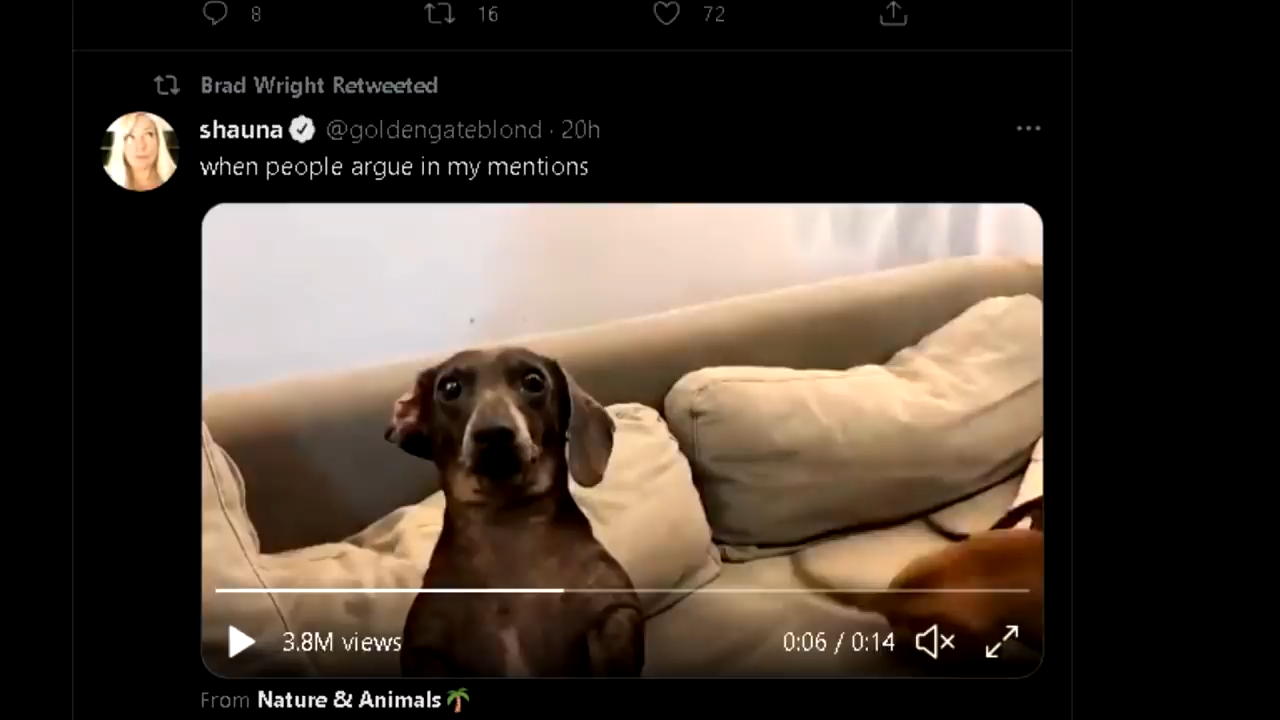 8 16 72
Brad Wright Retweeted
shauna @goldengateblond · 20h
when people argue in my mentions
3.8M views 0:06 / 0:14
From Nature & Animals🌴